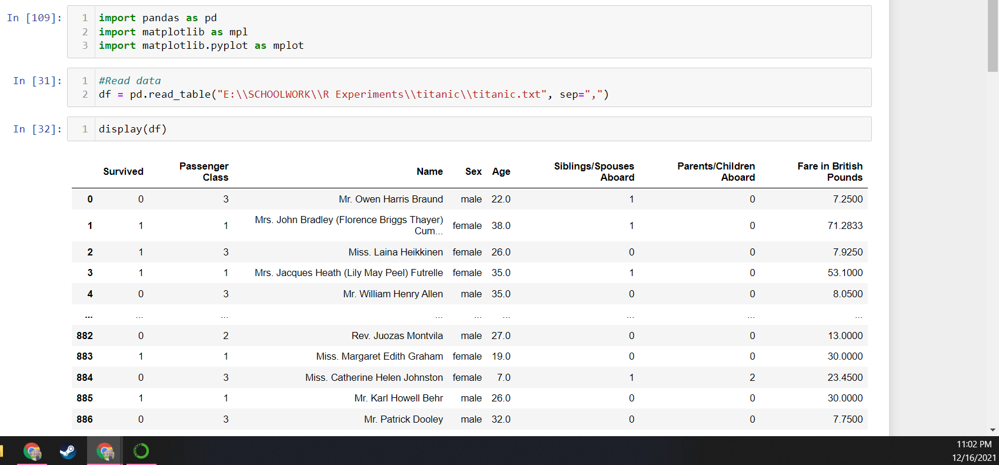 In [109]:
1 import pandas as pd
2 import matplotlib as mpl
3 import matplotlib.pyplot as mplot
In [31]:
1 #Read data
2 df = pd.read_table("E:\\SCHOOLWORK\\R Experiments\\titanic\\titanic.txt", sep=",")
In [32]:
1 display(df)
Survived Passenger Class Name Sex Age Siblings/Spouses Aboard Parents/Children Aboard Fare in British Pounds
0 0 3 Mr. Owen Harris Braund male 22.0 1 0 7.2500
1 1 1 Mrs. John Bradley (Florence Briggs Thayer) Cum... female 38.0 1 0 71.2833
2 1 3 Miss. Laina Heikkinen female 26.0 0 0 7.9250
3 1 1 Mrs. Jacques Heath (Lily May Peel) Futrelle female 35.0 1 0 53.1000
4 0 3 Mr. William Henry Allen male 35.0 0 0 8.0500
... ... ... ... ... ... ... ... ...
882 0 2 Rev. Juozas Montvila male 27.0 0 0 13.0000
883 1 1 Miss. Margaret Edith Graham female 19.0 0 0 30.0000
884 0 3 Miss. Catherine Helen Johnston female 7.0 1 2 23.4500
885 1 1 Mr. Karl Howell Behr male 26.0 0 0 30.0000
886 0 3 Mr. Patrick Dooley male 32.0 0 0 7.7500
11:02 PM
12/16/2021